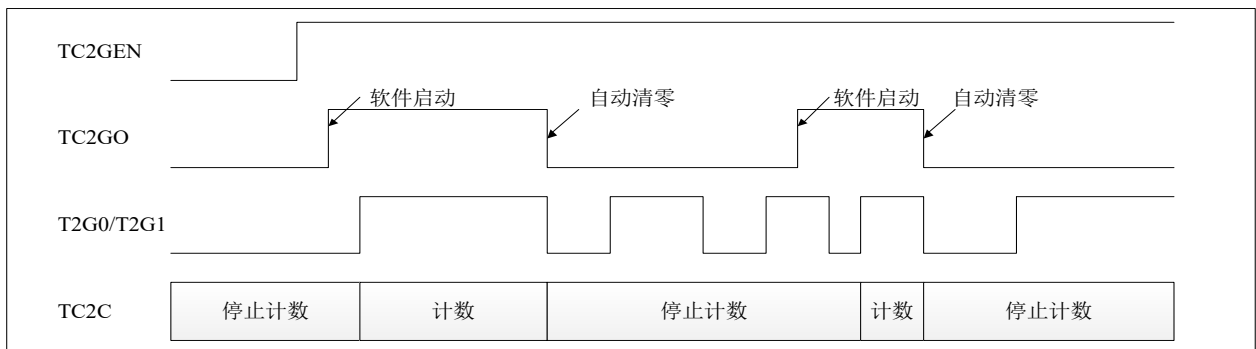 TC2GEN
软件启动 自动清零 软件启动 自动清零
TC2GO
T2G0/T2G1
TC2C 停止计数 计数 停止计数 计数 停止计数